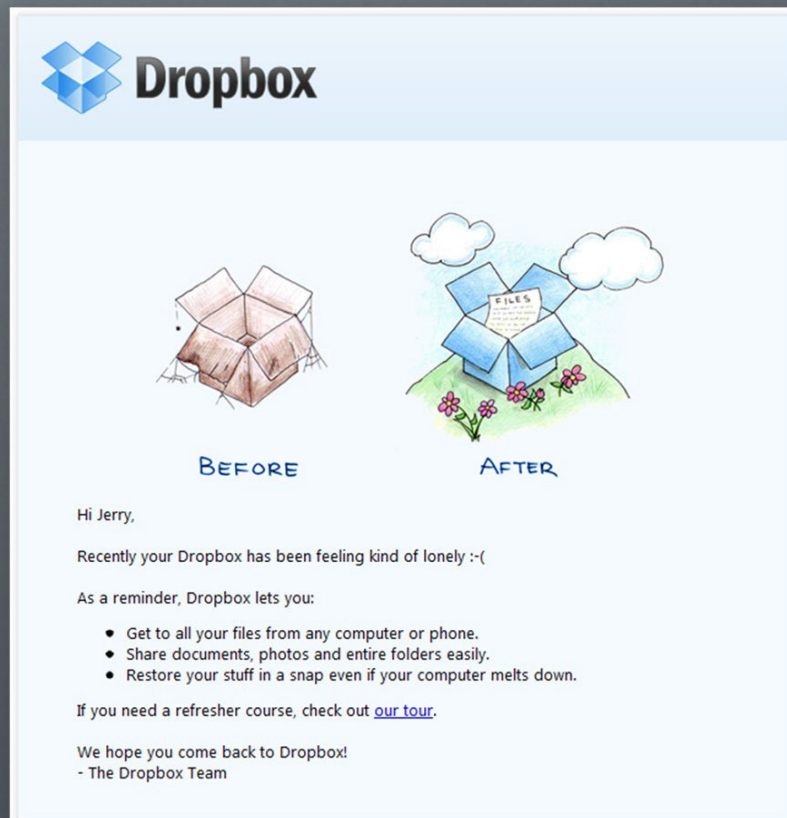 Dropbox
FILES
BEFORE
AFTER
Hi Jerry,
Recently your Dropbox has been feeling kind of lonely :-(
As a reminder, Dropbox lets you:
• Get to all your files from any computer or phone.
• Share documents, photos and entire folders easily.
• Restore your stuff in a snap even if your computer melts down.
If you need a refresher course, check out our tour.
We hope you come back to Dropbox!
- The Dropbox Team